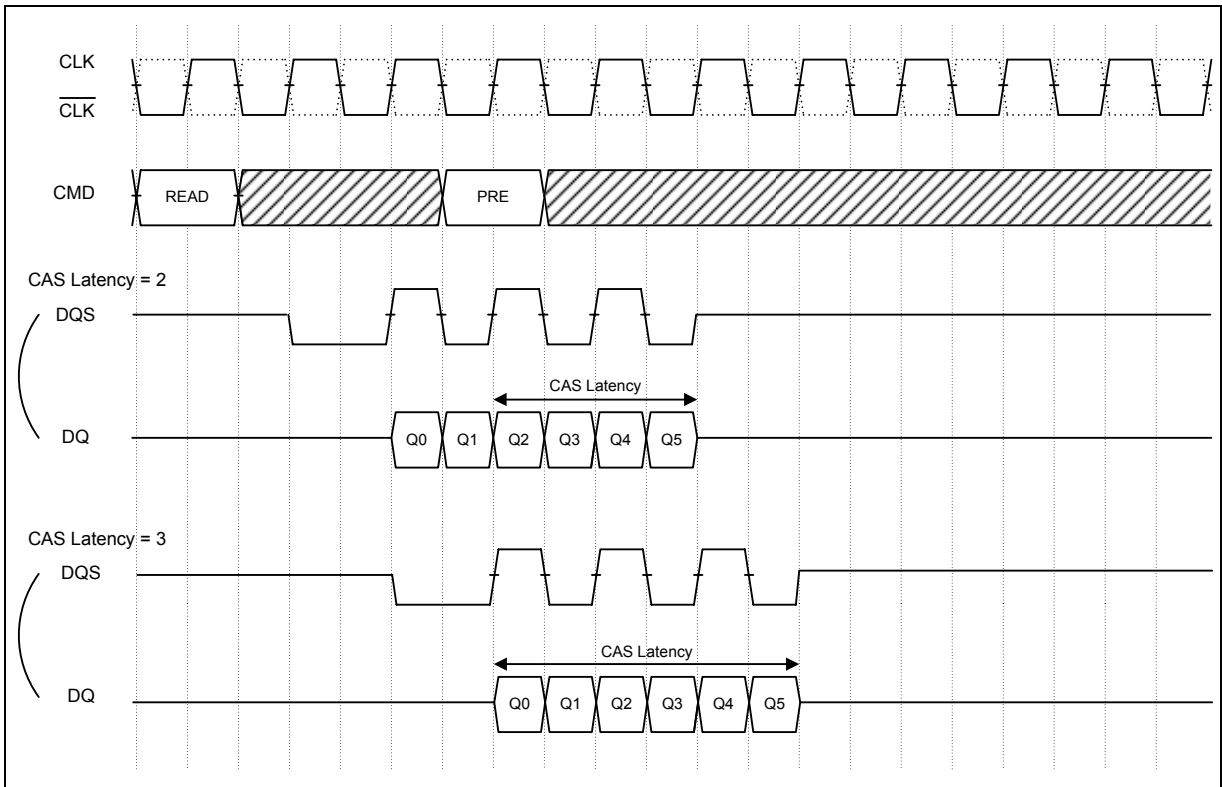 CLK
CLK
CMD
READ
PRE
CAS Latency = 2
DQS
CAS Latency
DQ
Q0 Q1 Q2 Q3 Q4 Q5
CAS Latency = 3
DQS
CAS Latency
DQ
Q0 Q1 Q2 Q3 Q4 Q5